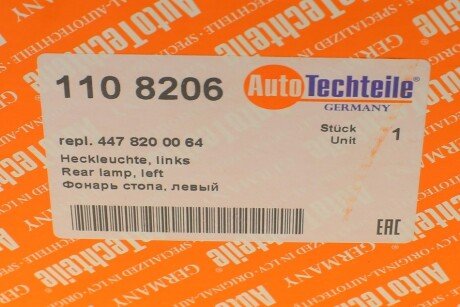 110 8206
AutoTechteile®
GERMANY
repl. 447 820 00 64
Stück
Unit 1
Heckleuchte, links
Rear lamp, left
Фонарь стопа, левый
EAC